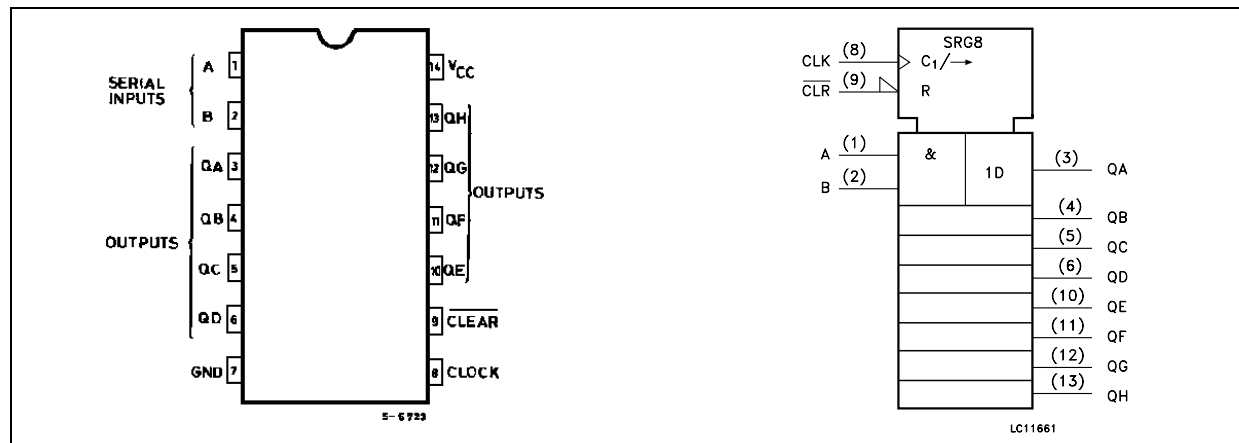 A 1
SERIAL
INPUTS
B 2
QA 3
QB 4
OUTPUTS
QC 5
QD 6
GND 7
14 VCC
13 QH
12 QG
OUTPUTS
11 QF
10 QE
9 CLEAR
8 CLOCK
S-6723
SRG8
CLK (8) C1/→
CLR (9) R
A (1) & 1D (3) QA
B (2)
(4) QB
(5) QC
(6) QD
(10) QE
(11) QF
(12) QG
(13) QH
LC11661